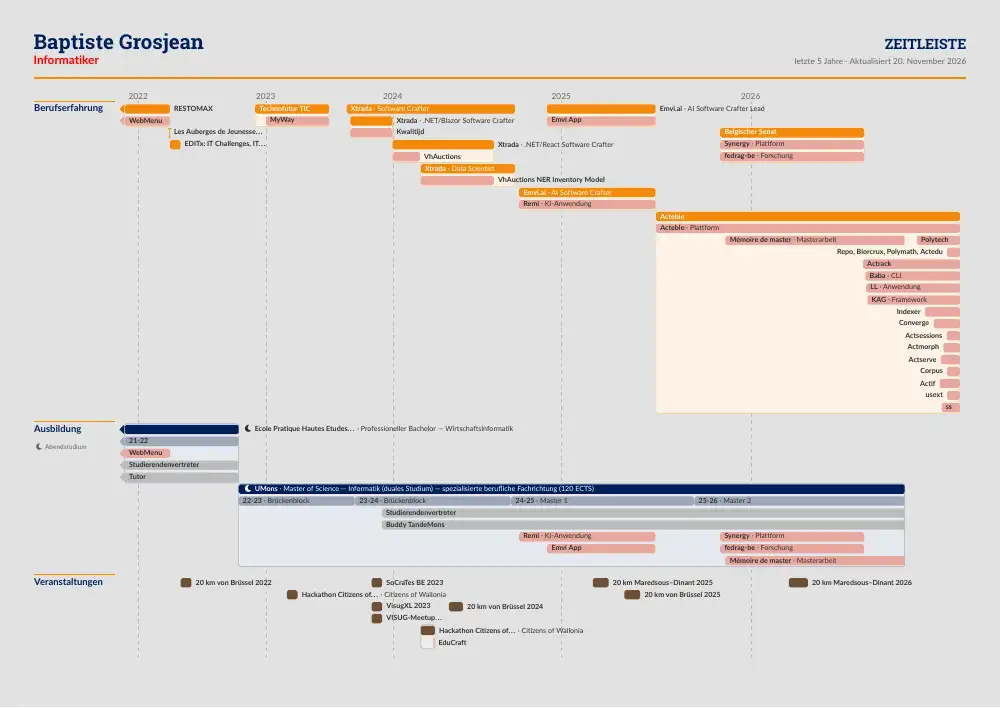 Baptiste Grosjean
Informatiker
ZEITLEISTE
letzte 5 Jahre · Aktualisiert 20. November 2026
2022 2023 2024 2025 2026
Berufserfahrung
RESTOMAX
Technofutur TIC
Xtrada · Software Crafter
Emvi.ai · AI Software Crafter Lead
WebMenu
MyWay
Xtrada · .NET/Blazor Software Crafter
Emvi App
Les Auberges de Jeunesse…
Kwalitijd
Belgischer Senat
EDITx: IT Challenges, IT…
Xtrada · .NET/React Software Crafter
Synergy · Plattform
VhAuctions
fedrag-be · Forschung
Xtrada · Data Scientist
VhAuctions NER Inventory Model
Emvi.ai · AI Software Crafter
Remi · KI-Anwendung
Acteble
Acteble · Plattform
Mémoire de master · Masterarbeit
Polytech
Repo, Biorcrux, Polymath, Actedu
Actrack
Baba · CLI
LL · Anwendung
KAG · Framework
Indexer
Converge
Actsessions
Actmorph
Actserve
Corpus
Actif
usext
ss
Ausbildung
Ecole Pratique Hautes Etudes… · Professioneller Bachelor — Wirtschaftsinformatik
Abendstudium
21-22
WebMenu
Studierendenvertreter
Tutor
UMons · Master of Science — Informatik (duales Studium) — spezialisierte berufliche Fachrichtung (120 ECTS)
22-23 · Brückenblock
23-24 · Brückenblock
24-25 · Master 1
25-26 · Master 2
Studierendenvertreter
Buddy TandeMons
Remi · KI-Anwendung
Synergy · Plattform
Emvi App
fedrag-be · Forschung
Mémoire de master · Masterarbeit
Veranstaltungen
20 km von Brüssel 2022
SoCraTes BE 2023
20 km Maredsous–Dinant 2025
20 km Maredsous–Dinant 2026
Hackathon Citizens of… · Citizens of Wallonia
20 km von Brüssel 2025
VisugXL 2023
20 km von Brüssel 2024
VISUG-Meetup…
Hackathon Citizens of… · Citizens of Wallonia
EduCraft